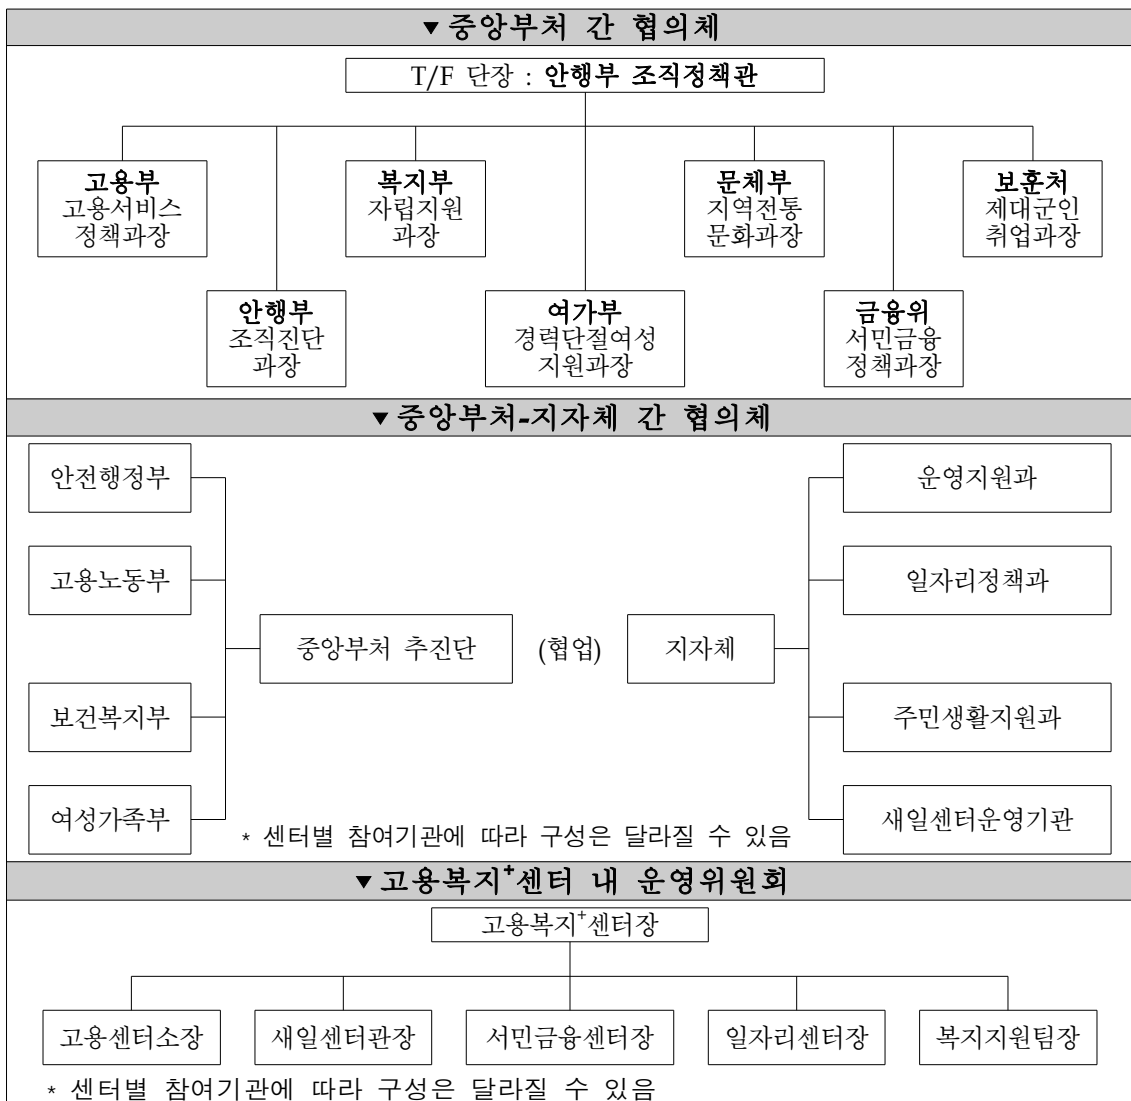 ▼중앙부처 간 협의체
T/F 단장 : 안행부 조직정책관
고용부
고용서비스
정책과장
복지부
자립지원
과장
문체부
지역전통
문화과장
보훈처
제대군인
취업과장
안행부
조직진단
과장
여가부
경력단절여성
지원과장
금융위
서민금융
정책과장
▼중앙부처-지자체 간 협의체
안전행정부
운영지원과
고용노동부
일자리정책과
중앙부처 추진단
(협업)
지자체
보건복지부
주민생활지원과
여성가족부
새일센터운영기관
* 센터별 참여기관에 따라 구성은 달라질 수 있음
▼고용복지⁺센터 내 운영위원회
고용복지⁺센터장
고용센터소장
새일센터관장
서민금융센터장
일자리센터장
복지지원팀장
* 센터별 참여기관에 따라 구성은 달라질 수 있음